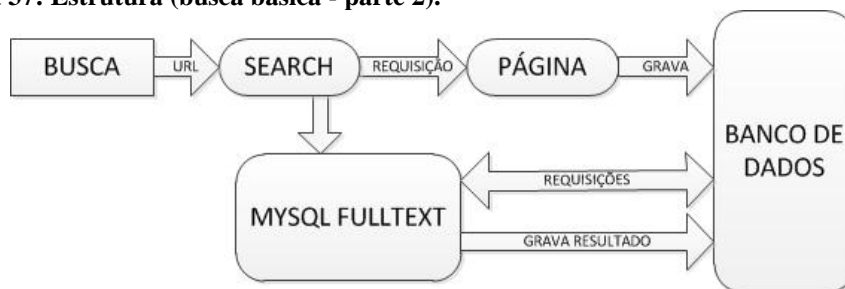 37: Estrutura (busca básica - parte 2).
BUSCA
URL
SEARCH
REQUISIÇÃO
PÁGINA
GRAVA
BANCO DE
DADOS
MYSQL FULLTEXT
REQUISIÇÕES
GRAVA RESULTADO